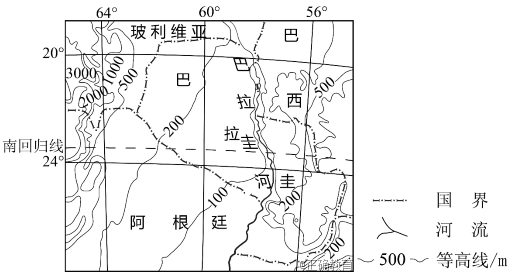 64° 60° 56°
玻利维亚 巴
20° 巴 巴
3000 1000 500 500
2000 拉 西
200 拉
南回归线 圭
24°
100 河 圭
200
阿根廷
200
国界
河流
500 等高线/m